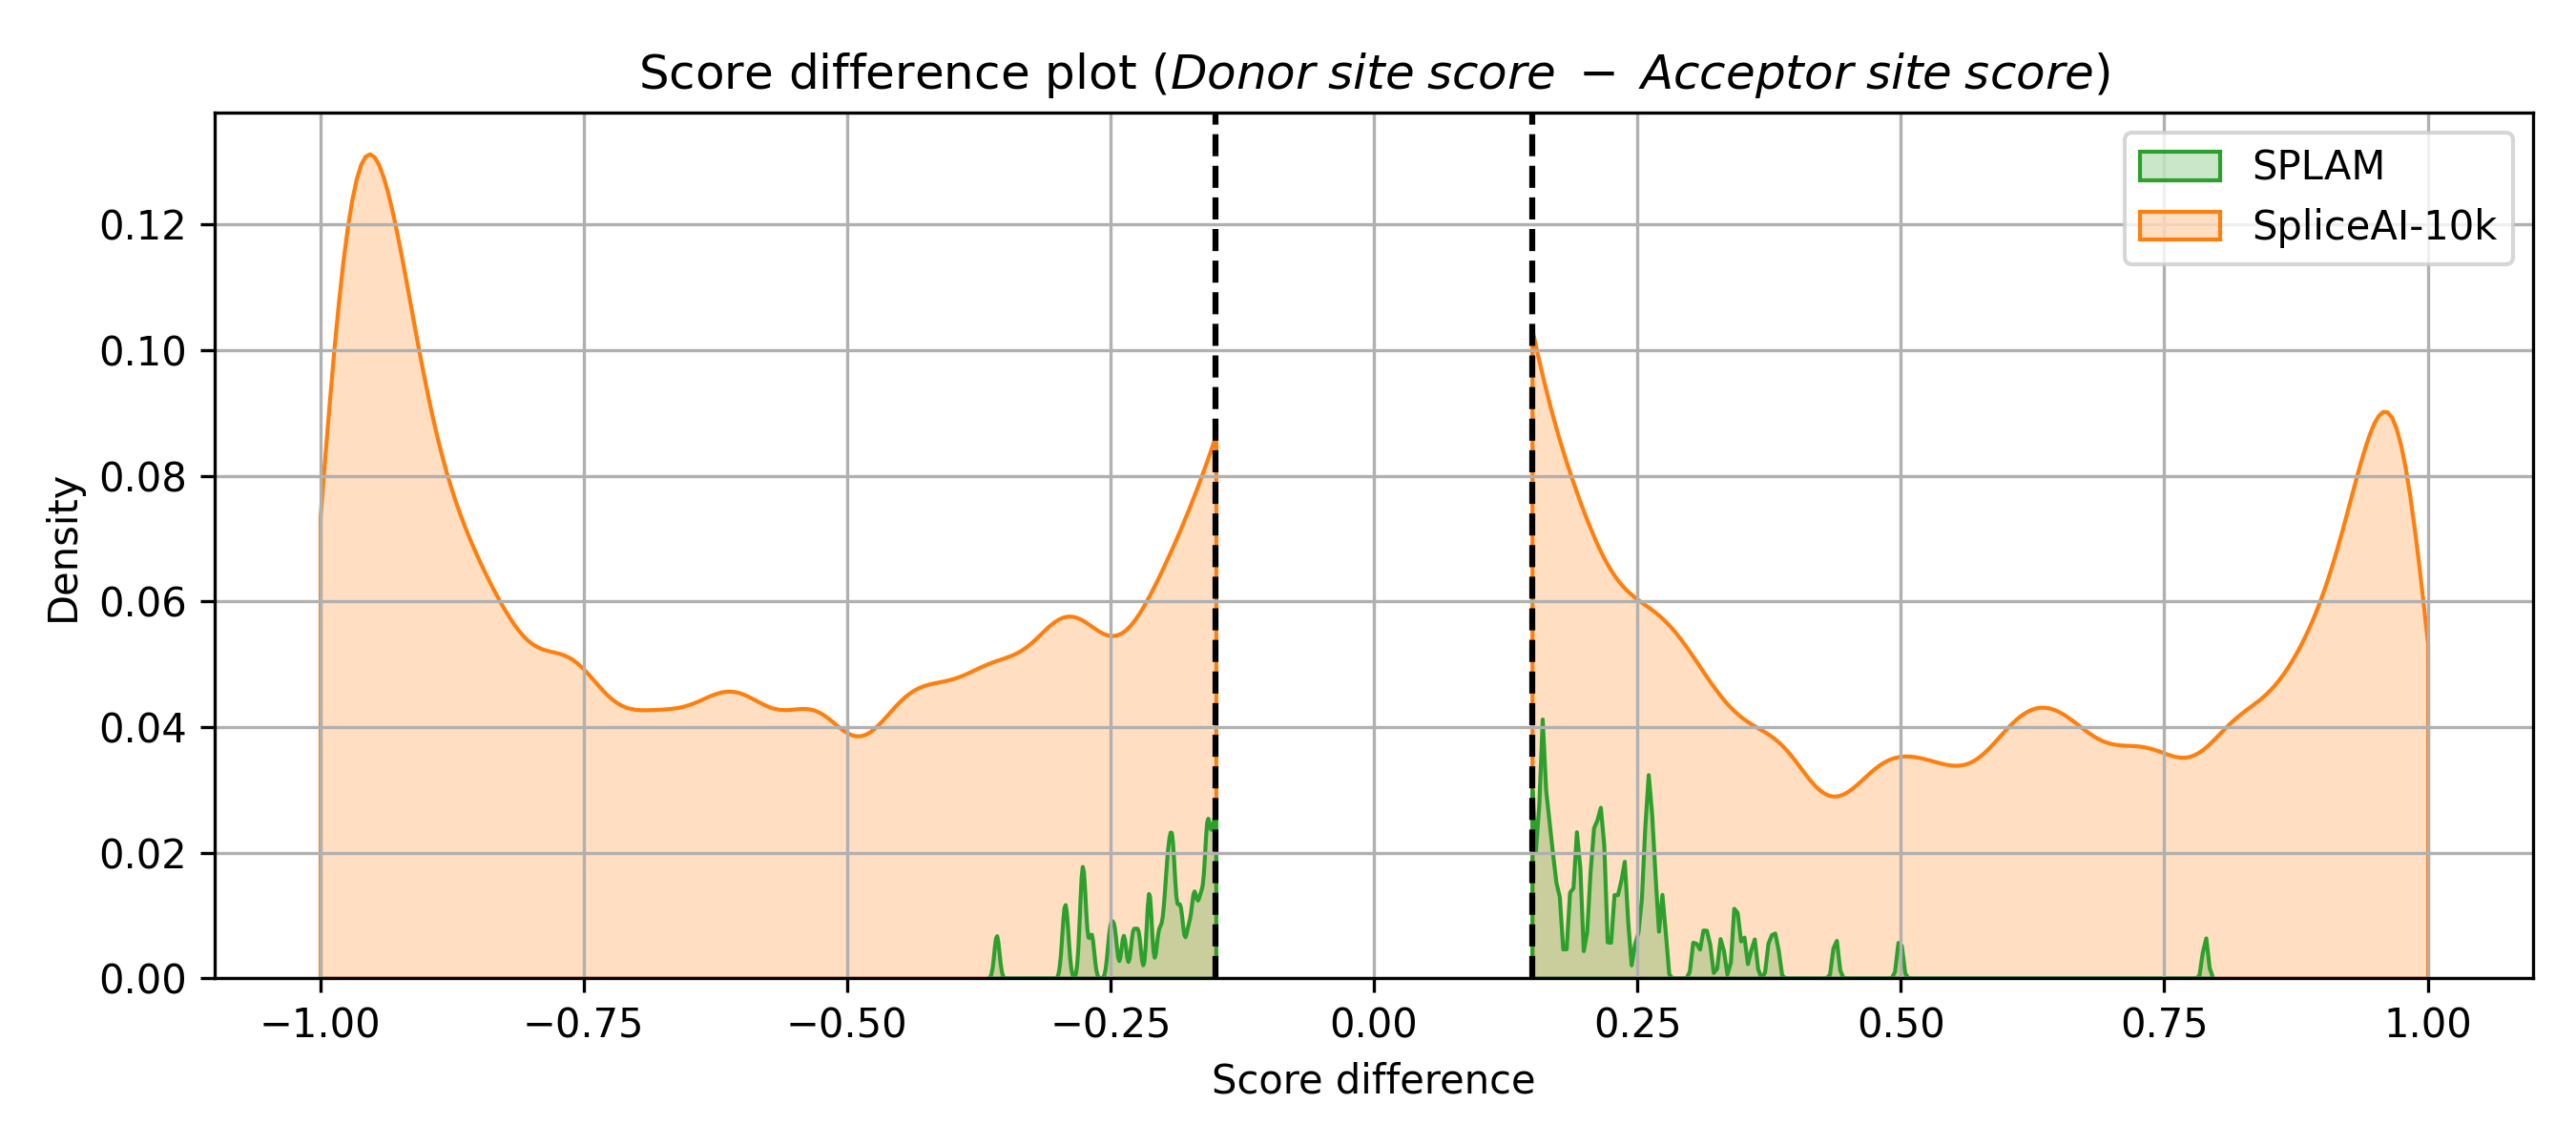 Score difference plot (Donor site score − Acceptor site score)
SPLAM
SpliceAI-10k
Density
0.12
0.10
0.08
0.06
0.04
0.02
0.00
−1.00 −0.75 −0.50 −0.25 0.00 0.25 0.50 0.75 1.00
Score difference